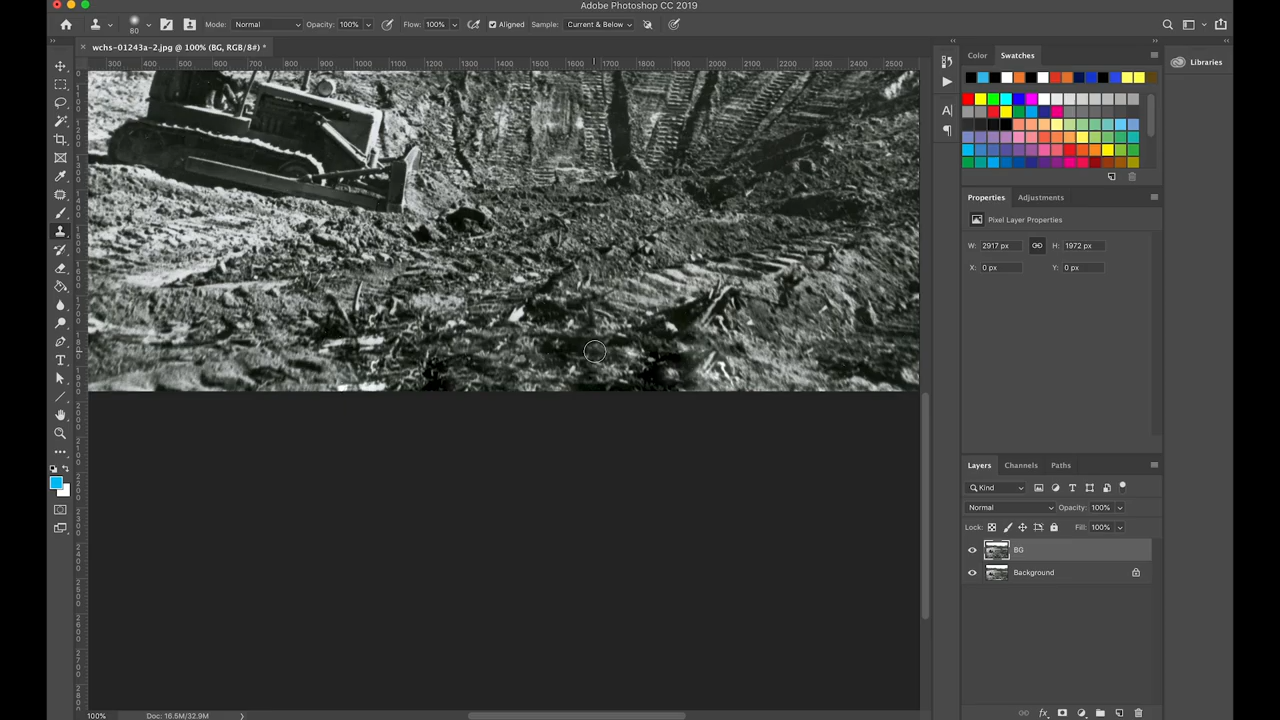 Adobe Photoshop CC 2019
80
Mode: Normal Opacity: 100% Flow: 100% Aligned Sample: Current & Below
× wchs-01243a-2.jpg @ 100% (BG, RGB/8#) *
300 400 500 600 700 800 900 1000 1100 1200 1300 1400 1500 1600 1700 1800 1900 2000 2100 2200 2300 2400 2500
Color Swatches
Libraries
Properties Adjustments
Pixel Layer Properties
W: 2917 px H: 1972 px
X: 0 px Y: 0 px
Layers Channels Paths
Kind
Normal Opacity: 100%
Lock: Fill: 100%
BG
Background
100% Doc: 16.5M/32.9M